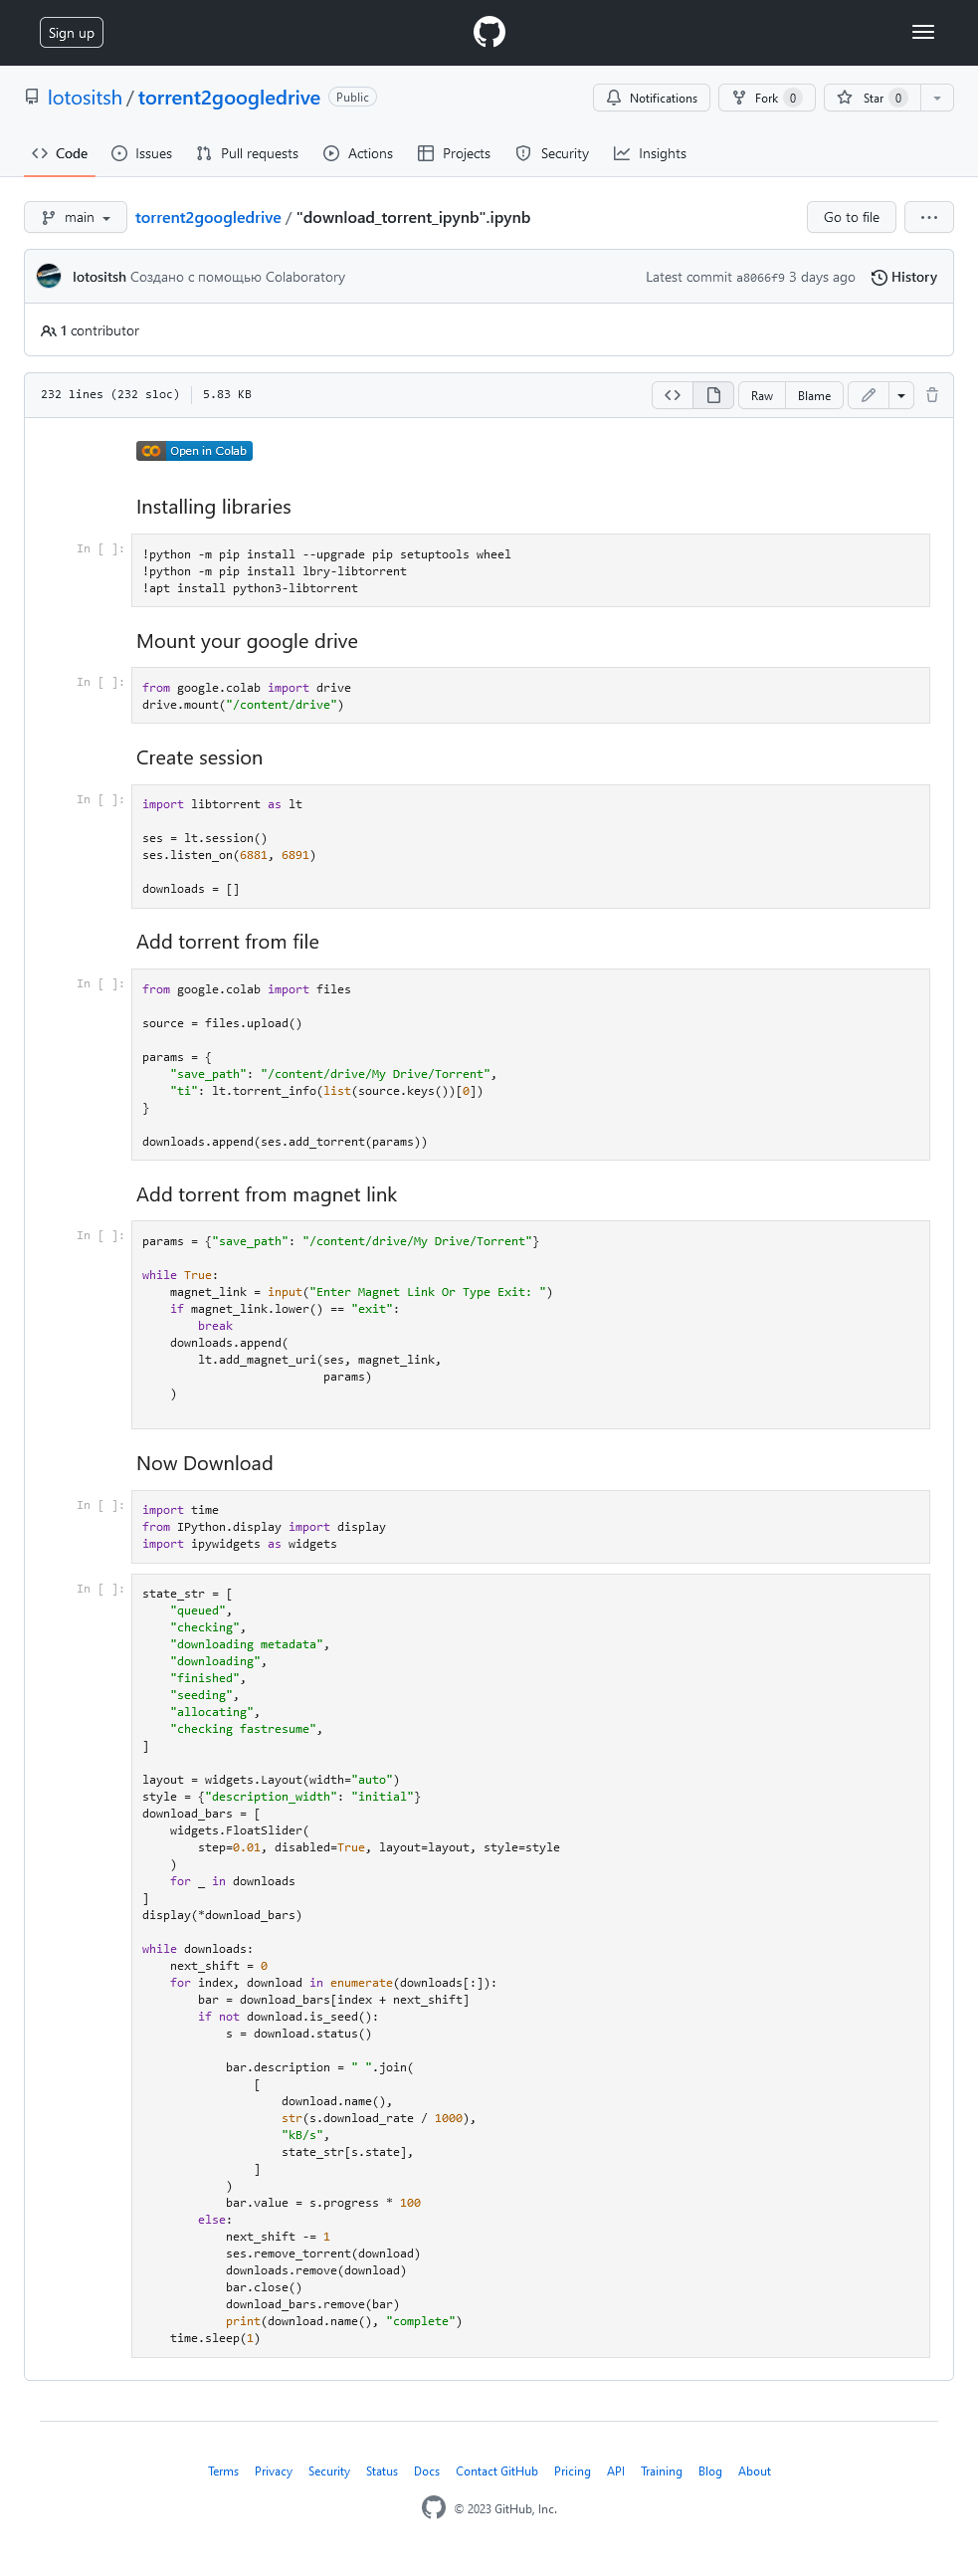 Sign up
lotositsh / torrent2googledrive Public
Notifications Fork 0 Star 0
Code Issues Pull requests Actions Projects Security Insights
main torrent2googledrive / "download_torrent_ipynb".ipynb Go to file
lotositsh Создано с помощью Colaboratory Latest commit a8066f9 3 days ago History
1 contributor
232 lines (232 sloc) 5.83 KB Raw Blame
Open in Colab
Installing libraries
In [ ]:
!python -m pip install --upgrade pip setuptools wheel
!python -m pip install lbry-libtorrent
!apt install python3-libtorrent
Mount your google drive
In [ ]:
from google.colab import drive
drive.mount("/content/drive")
Create session
In [ ]:
import libtorrent as lt
ses = lt.session()
ses.listen_on(6881, 6891)
downloads = []
Add torrent from file
In [ ]:
from google.colab import files
source = files.upload()
params = {
    "save_path": "/content/drive/My Drive/Torrent",
    "ti": lt.torrent_info(list(source.keys())[0])
}
downloads.append(ses.add_torrent(params))
Add torrent from magnet link
In [ ]:
params = {"save_path": "/content/drive/My Drive/Torrent"}
while True:
    magnet_link = input("Enter Magnet Link Or Type Exit: ")
    if magnet_link.lower() == "exit":
        break
    downloads.append(
        lt.add_magnet_uri(ses, magnet_link,
                          params)
    )
Now Download
In [ ]:
import time
from IPython.display import display
import ipywidgets as widgets
In [ ]:
state_str = [
    "queued",
    "checking",
    "downloading metadata",
    "downloading",
    "finished",
    "seeding",
    "allocating",
    "checking fastresume",
]
layout = widgets.Layout(width="auto")
style = {"description_width": "initial"}
download_bars = [
    widgets.FloatSlider(
        step=0.01, disabled=True, layout=layout, style=style
    )
    for _ in downloads
]
display(*download_bars)
while downloads:
    next_shift = 0
    for index, download in enumerate(downloads[:]):
        bar = download_bars[index + next_shift]
        if not download.is_seed():
            s = download.status()
            bar.description = " ".join(
                [
                    download.name(),
                    str(s.download_rate / 1000),
                    "kB/s",
                    state_str[s.state],
                ]
            )
            bar.value = s.progress * 100
        else:
            next_shift -= 1
            ses.remove_torrent(download)
            downloads.remove(download)
            bar.close()
            download_bars.remove(bar)
            print(download.name(), "complete")
    time.sleep(1)
Terms Privacy Security Status Docs Contact GitHub Pricing API Training Blog About
© 2023 GitHub, Inc.